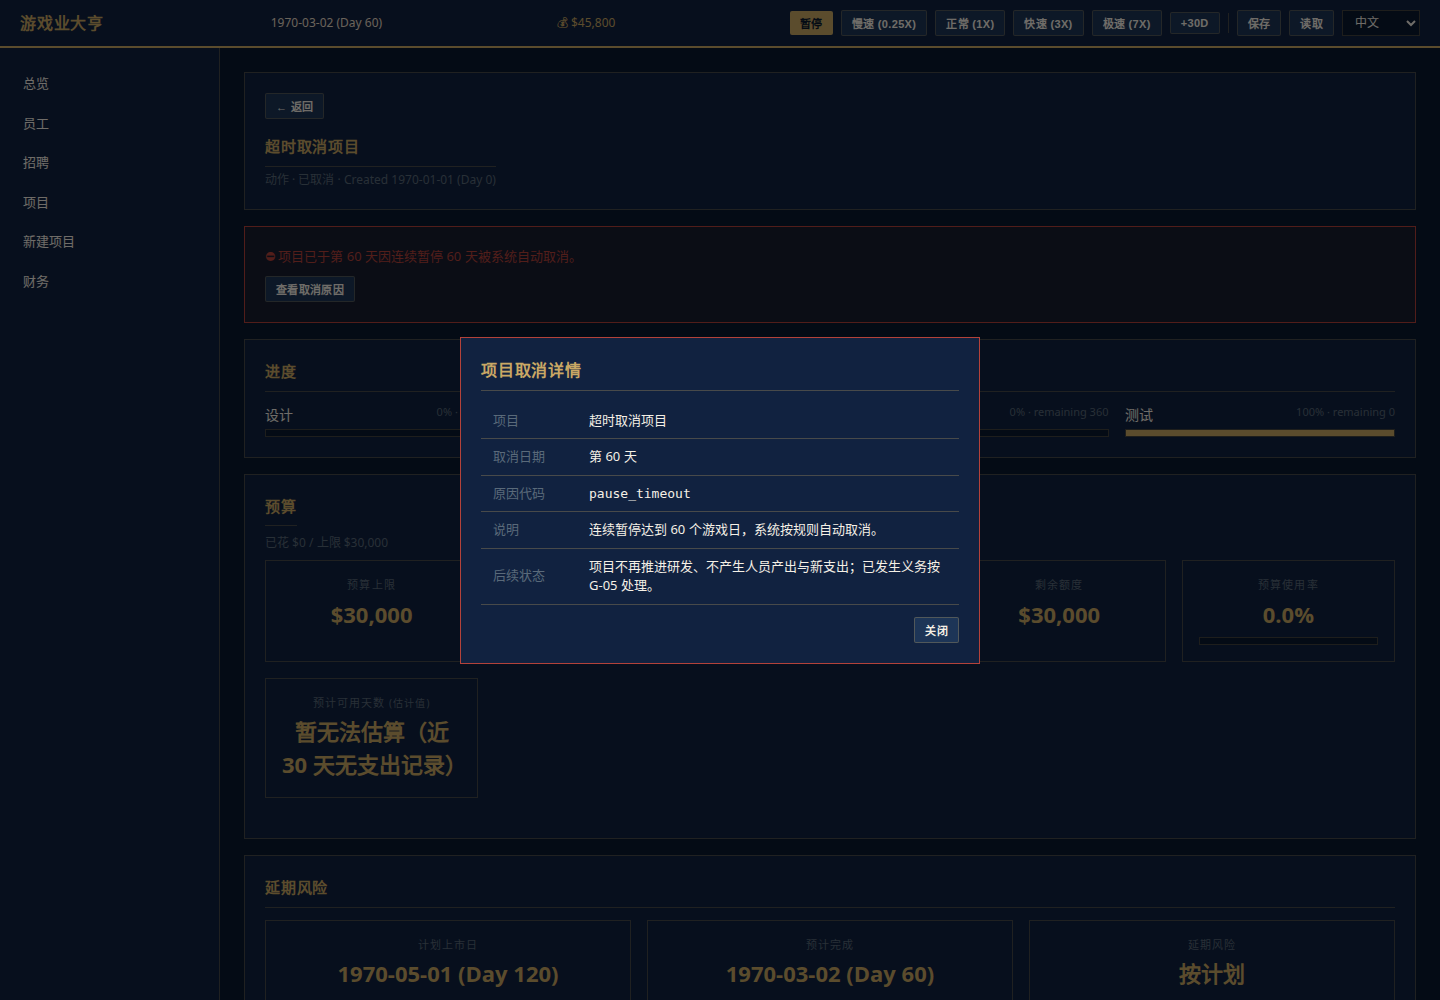 游戏业大亨
1970-03-02 (Day 60)
💰 $45,800
暂停
慢速 (0.25X)
正常 (1X)
快速 (3X)
极速 (7X)
+30D
保存
读取
中文
总览
员工
招聘
项目
新建项目
财务
← 返回
超时取消项目
动作 · 已取消 · Created 1970-01-01 (Day 0)
⛔ 项目已于第 60 天因连续暂停 60 天被系统自动取消。
查看取消原因
进度
设计
0% ·
0% · remaining 360
测试
100% · remaining 0
项目取消详情
项目
超时取消项目
取消日期
第 60 天
原因代码
pause_timeout
说明
连续暂停达到 60 个游戏日，系统按规则自动取消。
后续状态
项目不再推进研发、不产生人员产出与新支出；已发生义务按
G-05 处理。
关闭
预算
已花 $0 / 上限 $30,000
预算上限
$30,000
剩余额度
$30,000
预算使用率
0.0%
预计可用天数 (估计值)
暂无法估算（近
30 天无支出记录）
延期风险
计划上市日
1970-05-01 (Day 120)
预计完成
1970-03-02 (Day 60)
延期风险
按计划